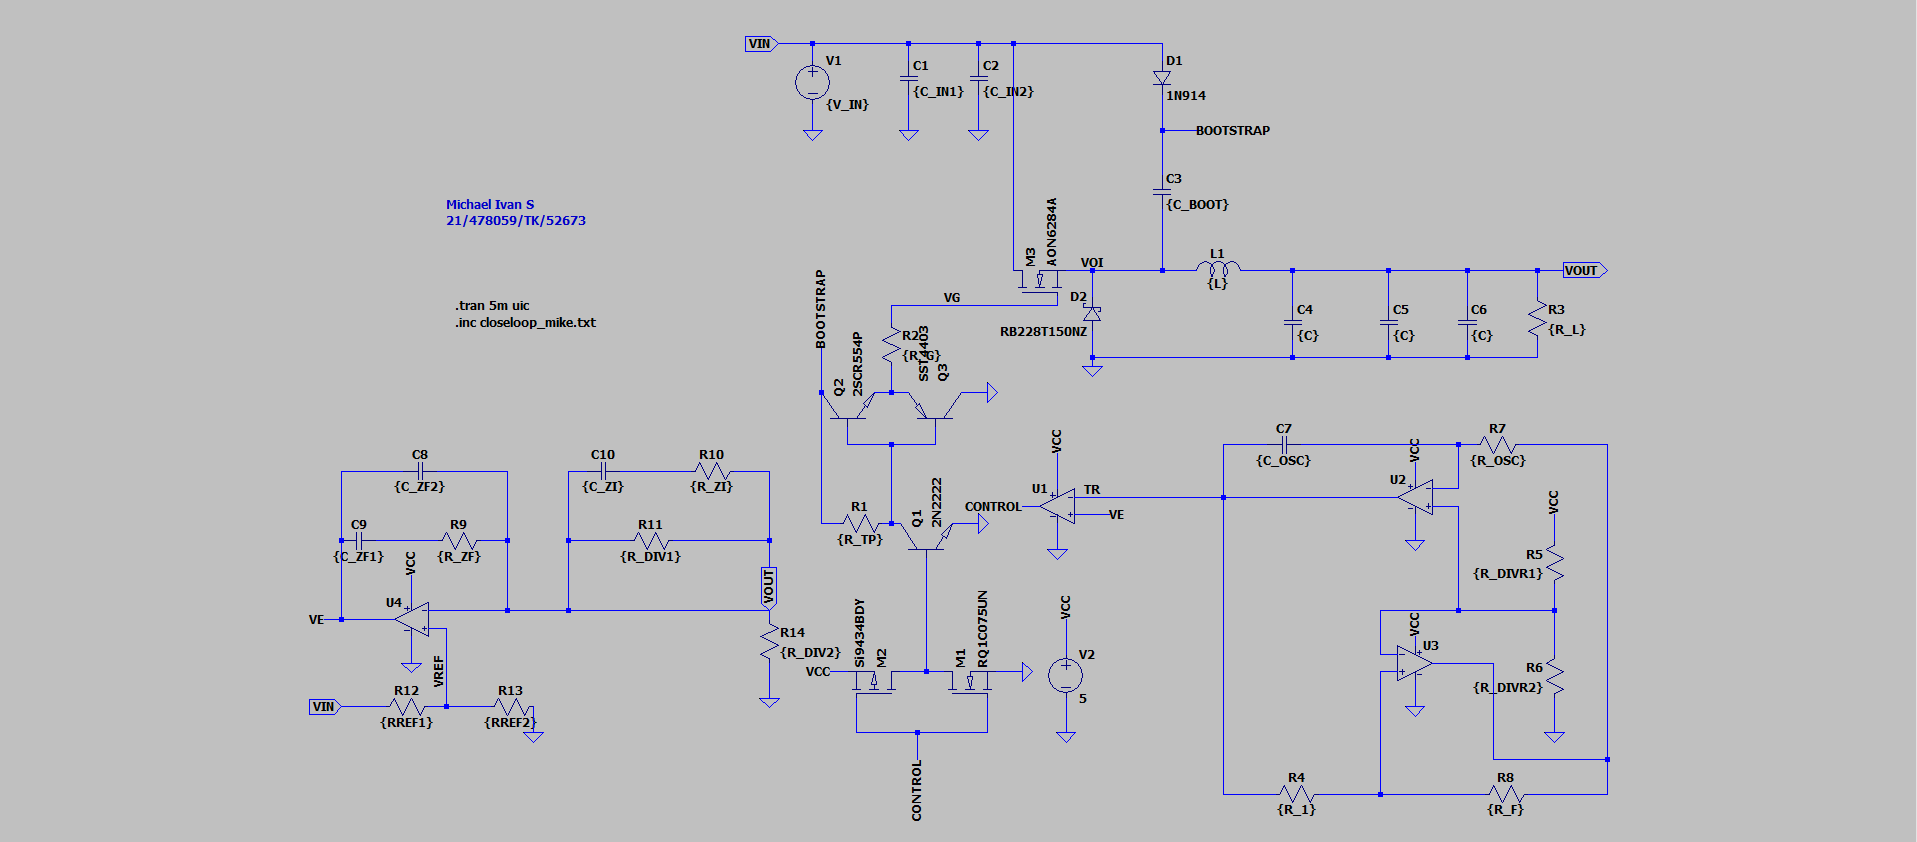 VIN
V1
{V_IN}
C1
{C_IN1}
C2
{C_IN2}
D1
1N914
BOOTSTRAP
C3
{C_BOOT}
Michael Ivan S
21/478059/TK/52673
.tran 5m uic
.inc closeloop_mike.txt
M3
AON6284A
VOI
L1
{L}
VOUT
D2
RB228T150NZ
C4
{C}
C5
{C}
C6
{C}
R3
{R_L}
VG
BOOTSTRAP
R2
{R_G}
Q2
2SCR554P
SST4403
Q3
R1
{R_TP}
Q1
2N2222
CONTROL
U1
VCC
TR
VE
C7
{C_OSC}
R7
{R_OSC}
VCC
U2
VCC
R5
{R_DIVR1}
VCC
U3
R6
{R_DIVR2}
R4
{R_1}
R8
{R_F}
C8
{C_ZF2}
C9
{C_ZF1}
R9
{R_ZF}
C10
{C_ZI}
R10
{R_ZI}
R11
{R_DIV1}
VCC
U4
VE
VREF
VOUT
R14
{R_DIV2}
VIN
R12
{RREF1}
R13
{RREF2}
VCC
Si9434BDY
M2
M1
RQ1C075UN
CONTROL
VCC
V2
5